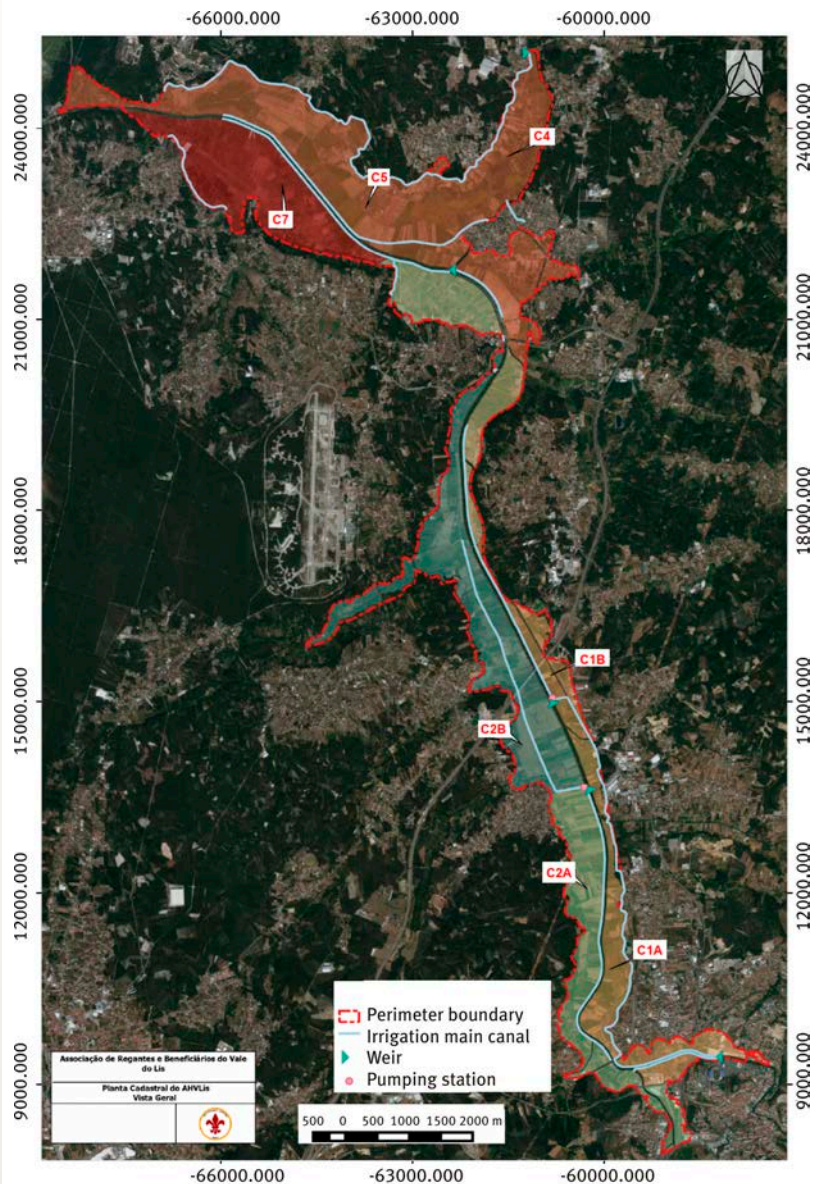 -66000.000
-63000.000
-60000.000
24000.000
24000.000
C4
C5
C7
21000.000
21000.000
18000.000
18000.000
C1B
15000.000
15000.000
C2B
12000.000
12000.000
C2A
C1A
Perimeter boundary
Irrigation main canal
Weir
Pumping station
9000.000
9000.000
Associação de Regantes e Beneficiários do Vale
do Lis
Planta Cadastral do AHVLis
Vista Geral
500 0 500 1000 1500 2000 m
-66000.000
-63000.000
-60000.000